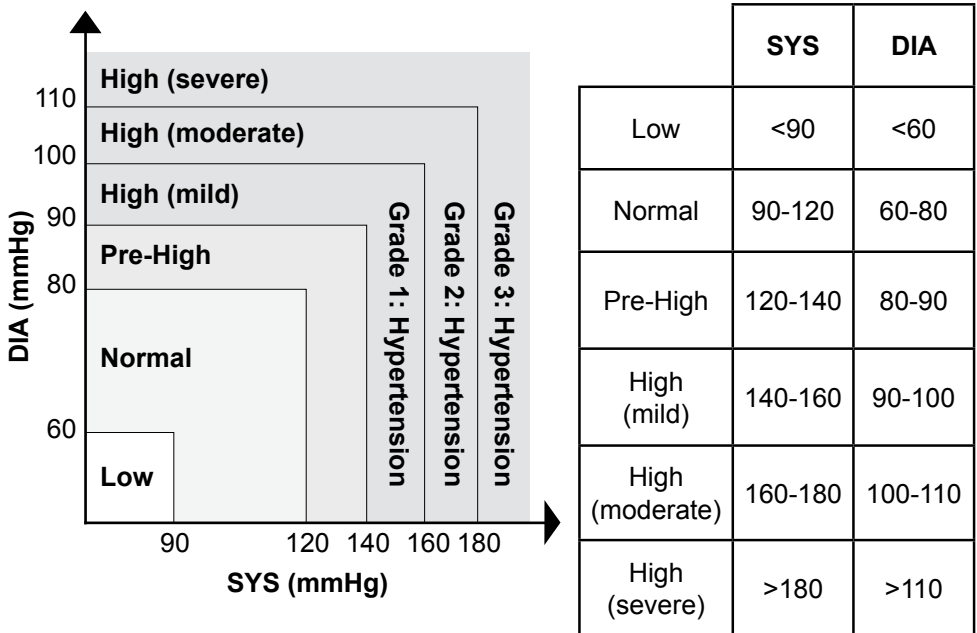 High (severe)
110
High (moderate)
100
High (mild)
90
Pre-High
80
Normal
60
Low
DIA (mmHg)
Grade 1: Hypertension
Grade 2: Hypertension
Grade 3: Hypertension
90 120 140 160 180
SYS (mmHg)
SYS DIA
Low <90 <60
Normal 90-120 60-80
Pre-High 120-140 80-90
High
(mild) 140-160 90-100
High
(moderate) 160-180 100-110
High
(severe) >180 >110